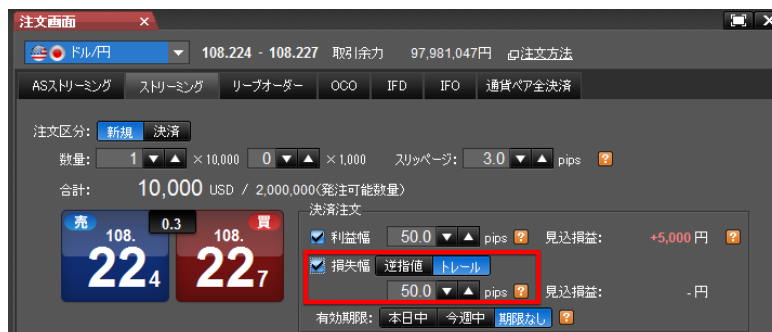 注文画面 ×
ドル/円 ▼ 108.224 - 108.227 取引余力 97,981,047円 注文方法
ASストリーミング ストリーミング リーブオーダー OCO IFD IFO 通貨ペア全決済
注文区分: 新規 決済
数量: 1 ▼ ▲ ×10,000 0 ▼ ▲ ×1,000 スリッページ: 3.0 ▼ ▲ pips ?
合計: 10,000 USD / 2,000,000(発注可能数量)
決済注文
売 0.3 買
108. 108.
22 4 22 7
利益幅 50.0 ▼ ▲ pips ? 見込損益: +5,000 円 ?
損失幅 逆指値 トレール
50.0 ▼ ▲ pips ? 見込損益: - 円
有効期限: 本日中 今週中 期限なし ?